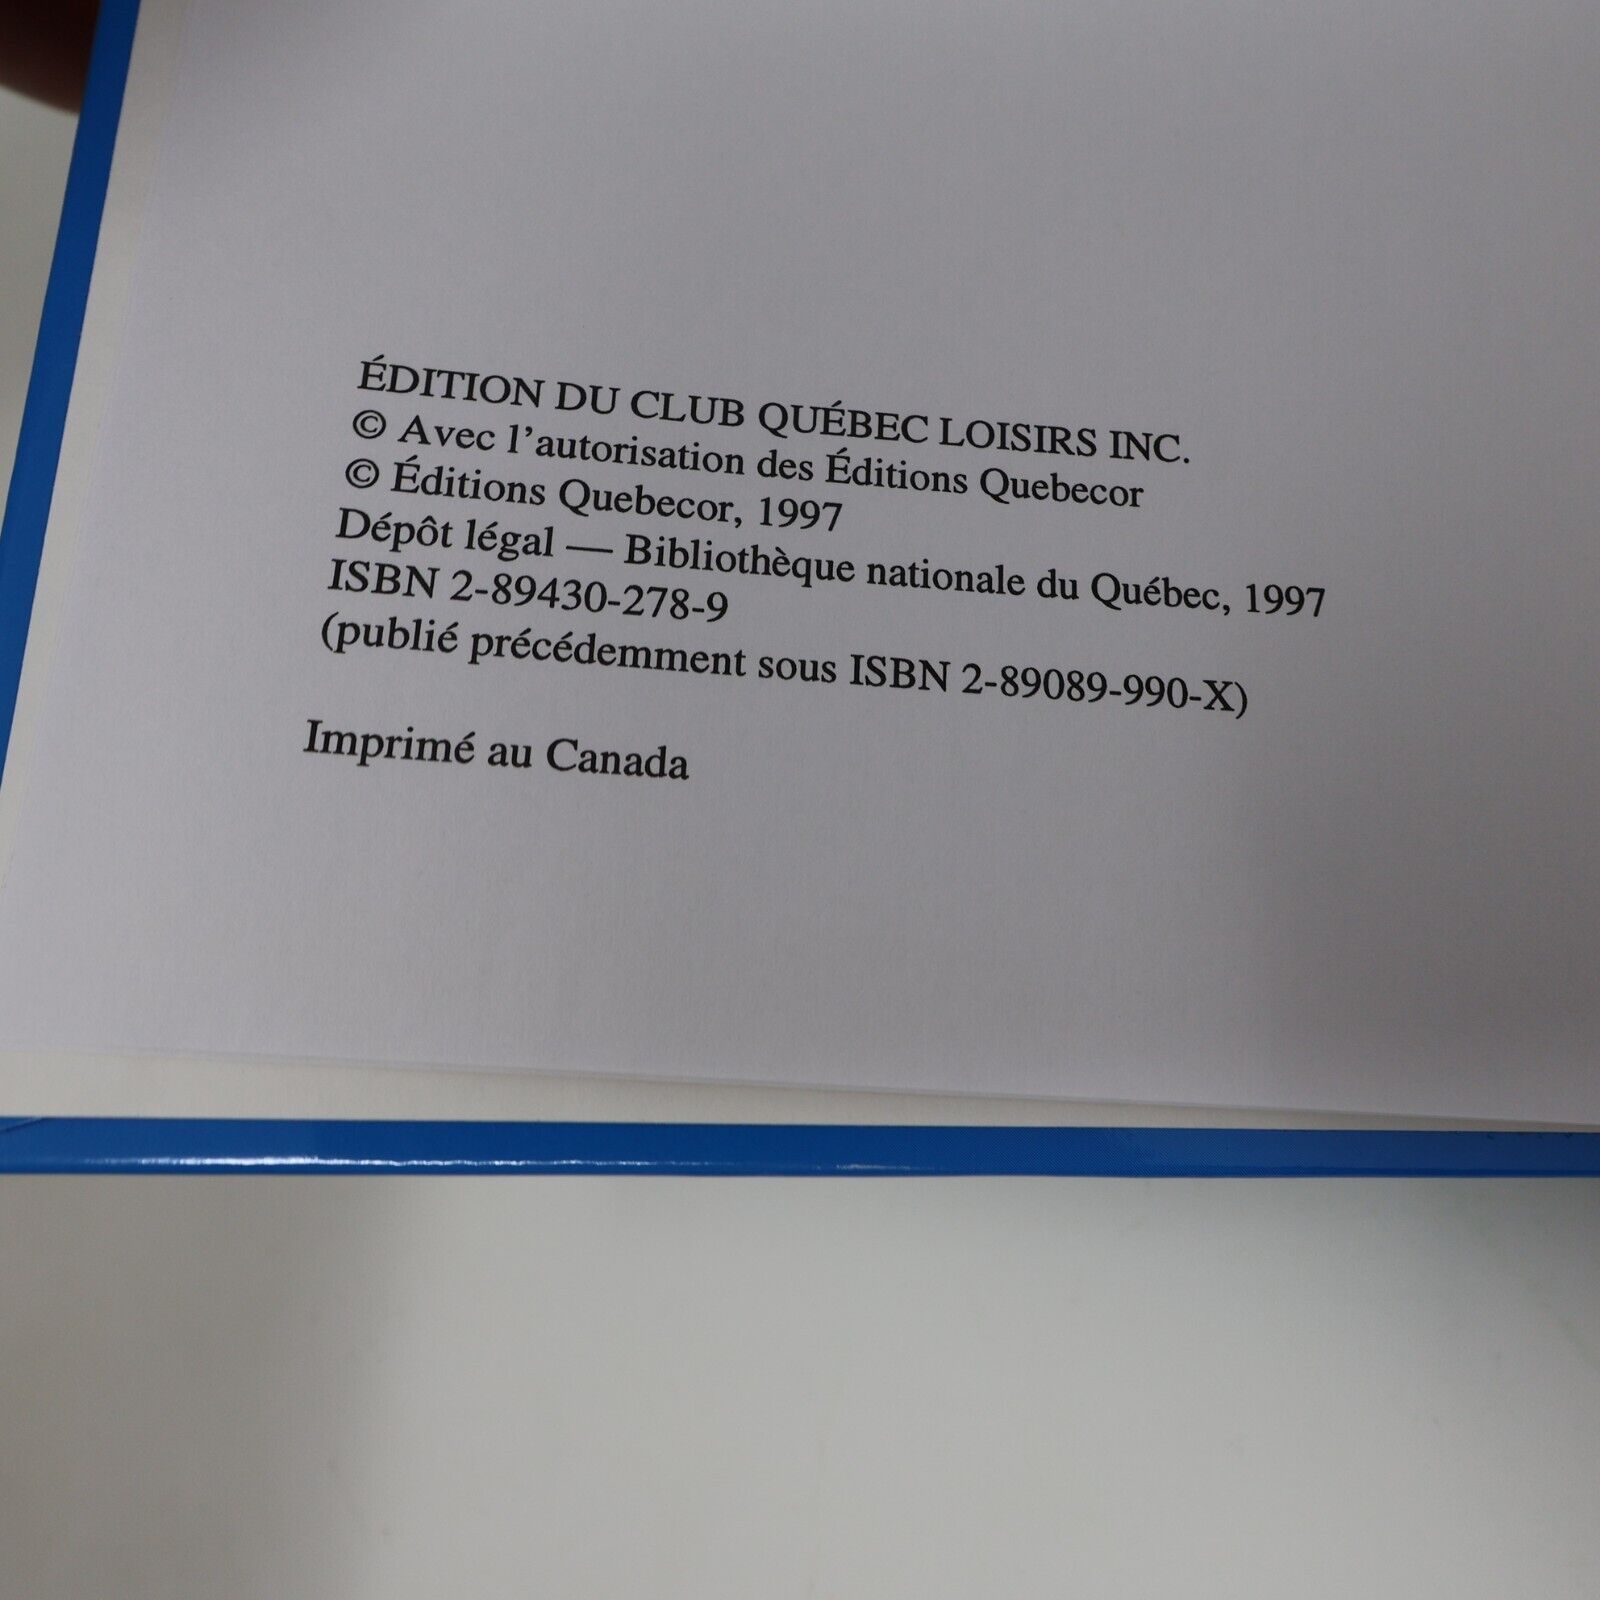 ÉDITION DU CLUB QUÉBEC LOISIRS INC.
© Avec l'autorisation des Éditions Quebecor
© Éditions Quebecor, 1997
Dépôt légal — Bibliothèque nationale du Québec, 1997
ISBN 2-89430-278-9
(publié précédemment sous ISBN 2-89089-990-X)
Imprimé au Canada